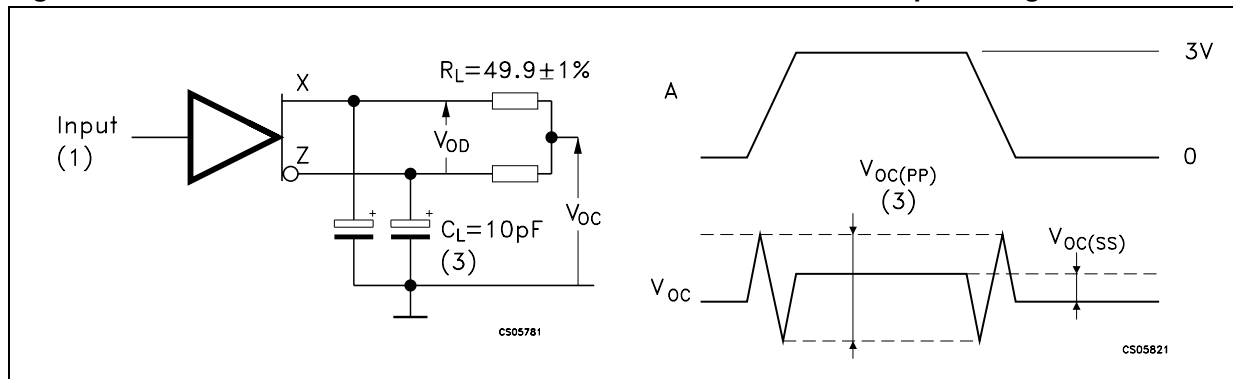 Input
(1)
X
Z
R_L=49.9±1%
V_OD
V_OC
C_L=10pF
(3)
+
+
CS05781
A
3V
0
V_OC(PP)
(3)
V_OC(SS)
V_OC
CS05821